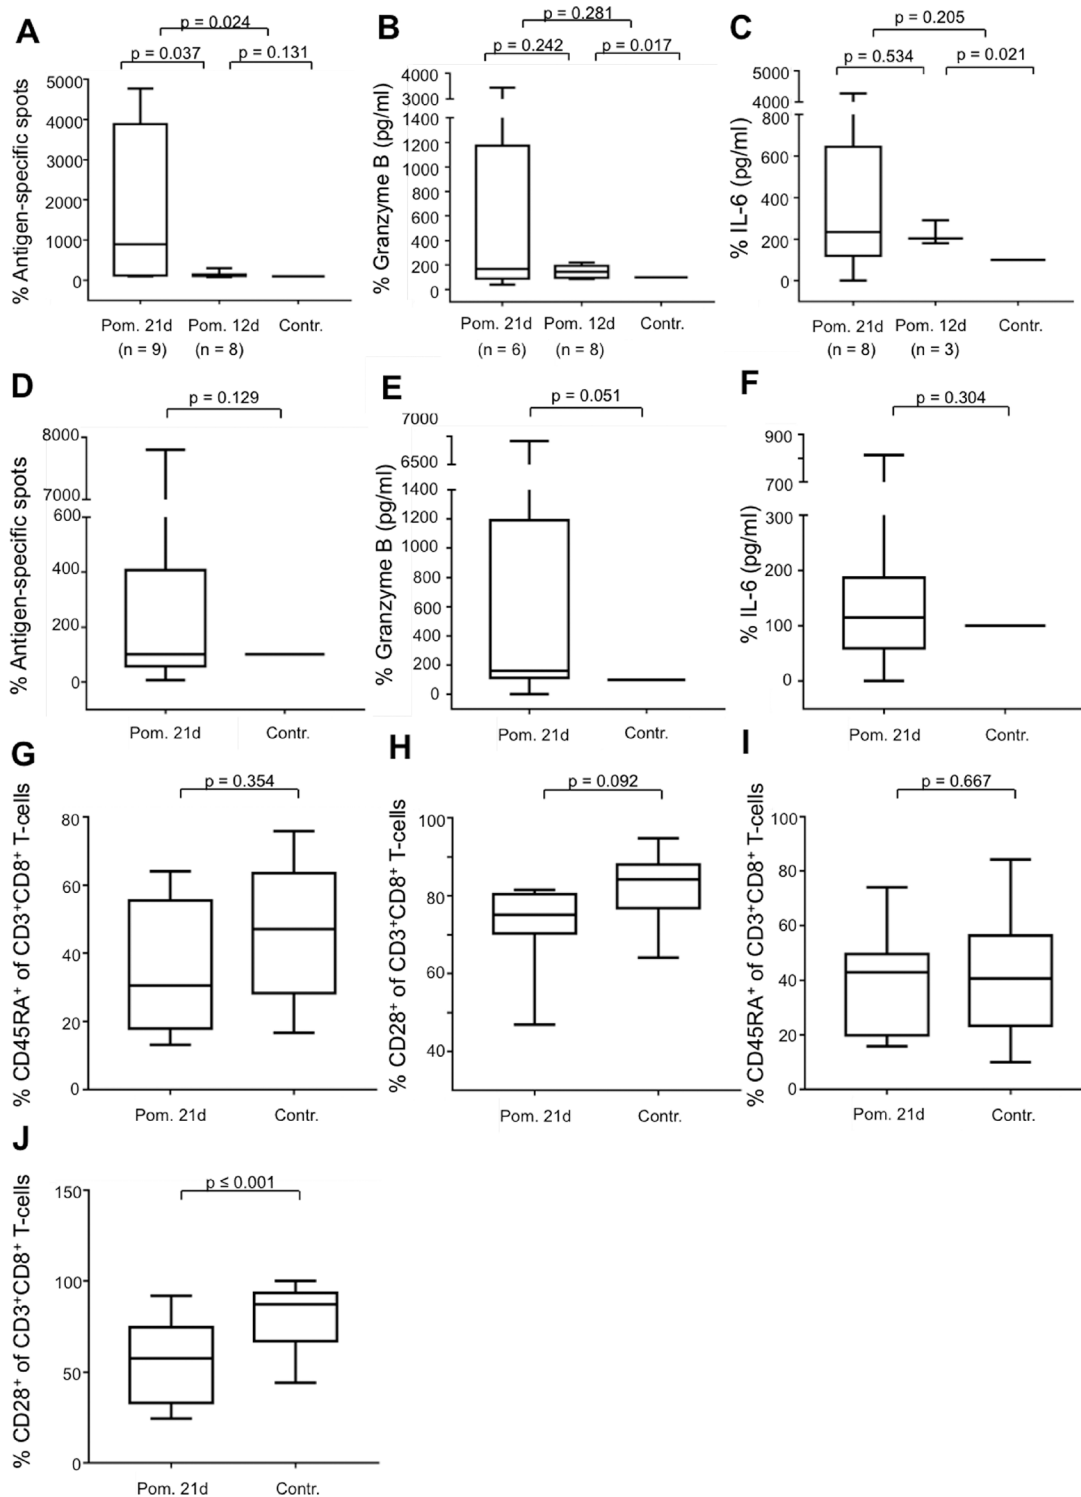 A
p = 0.024
p = 0.037
p = 0.131
% Antigen-specific spots
5000
4000
3000
2000
1000
0
Pom. 21d
Pom. 12d
Contr.
(n = 9)
(n = 8)
B
p = 0.281
p = 0.242
p = 0.017
% Granzyme B (pg/ml)
4000
3000
1400
1200
1000
800
600
400
200
0
Pom. 21d
Pom. 12d
Contr.
(n = 6)
(n = 8)
C
p = 0.205
p = 0.534
p = 0.021
% IL-6 (pg/ml)
5000
4000
800
600
400
200
0
Pom. 21d
Pom. 12d
Contr.
(n = 8)
(n = 3)
D
p = 0.129
% Antigen-specific spots
8000
7000
600
400
200
0
Pom. 21d
Contr.
E
p = 0.051
% Granzyme B (pg/ml)
7000
6500
1400
1200
1000
800
600
400
200
0
Pom. 21d
Contr.
F
p = 0.304
% IL-6 (pg/ml)
900
700
300
200
100
0
Pom. 21d
Contr.
G
p = 0.354
% CD45RA⁺ of CD3⁺CD8⁺ T-cells
80
60
40
20
0
Pom. 21d
Contr.
H
p = 0.092
% CD28⁺ of CD3⁺CD8⁺ T-cells
100
80
60
40
Pom. 21d
Contr.
I
p = 0.667
% CD45RA⁺ of CD3⁺CD8⁺ T-cells
100
80
60
40
20
0
Pom. 21d
Contr.
J
p ≤ 0.001
% CD28⁺ of CD3⁺CD8⁺ T-cells
150
100
50
0
Pom. 21d
Contr.